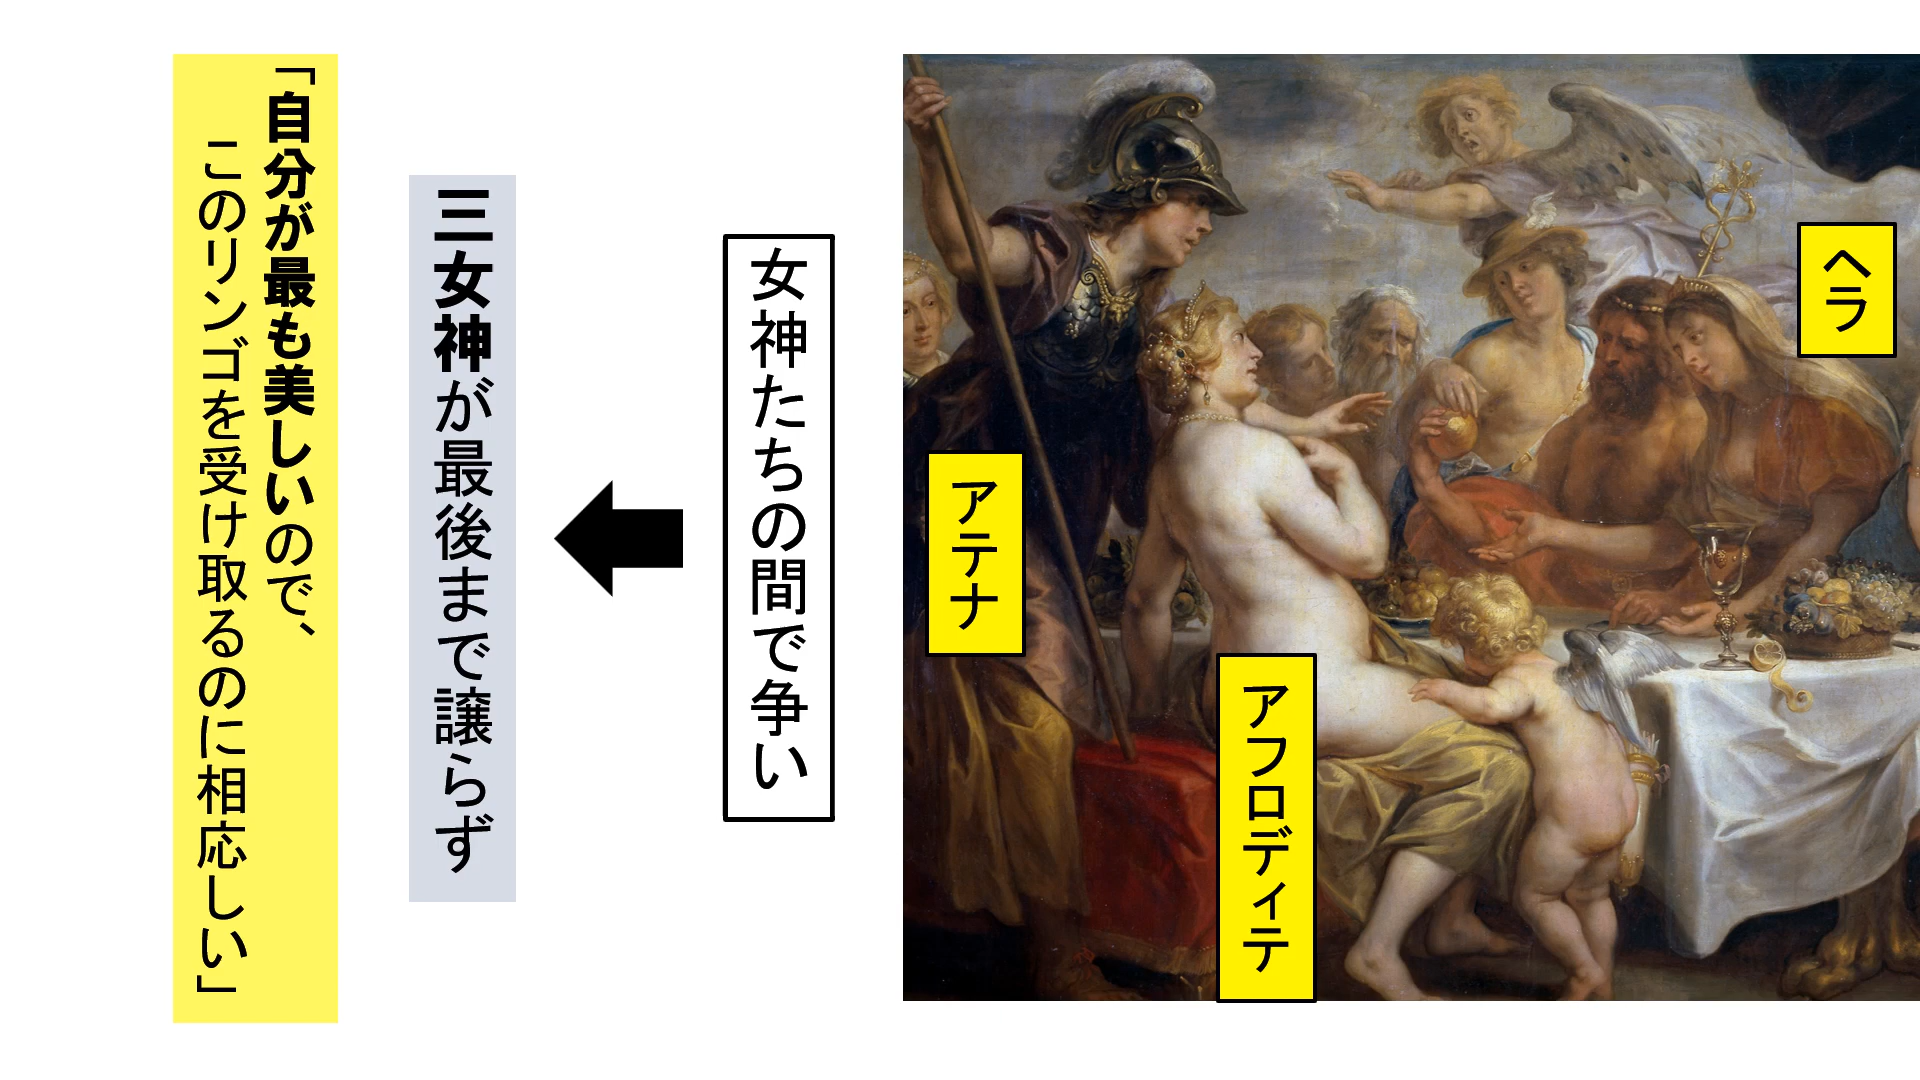 ヘラ
アフロディテ
アテナ
女神たちの間で争い
三女神が最後まで譲らず
「自分が最も美しいので、
このリンゴを受け取るのに相応しい」